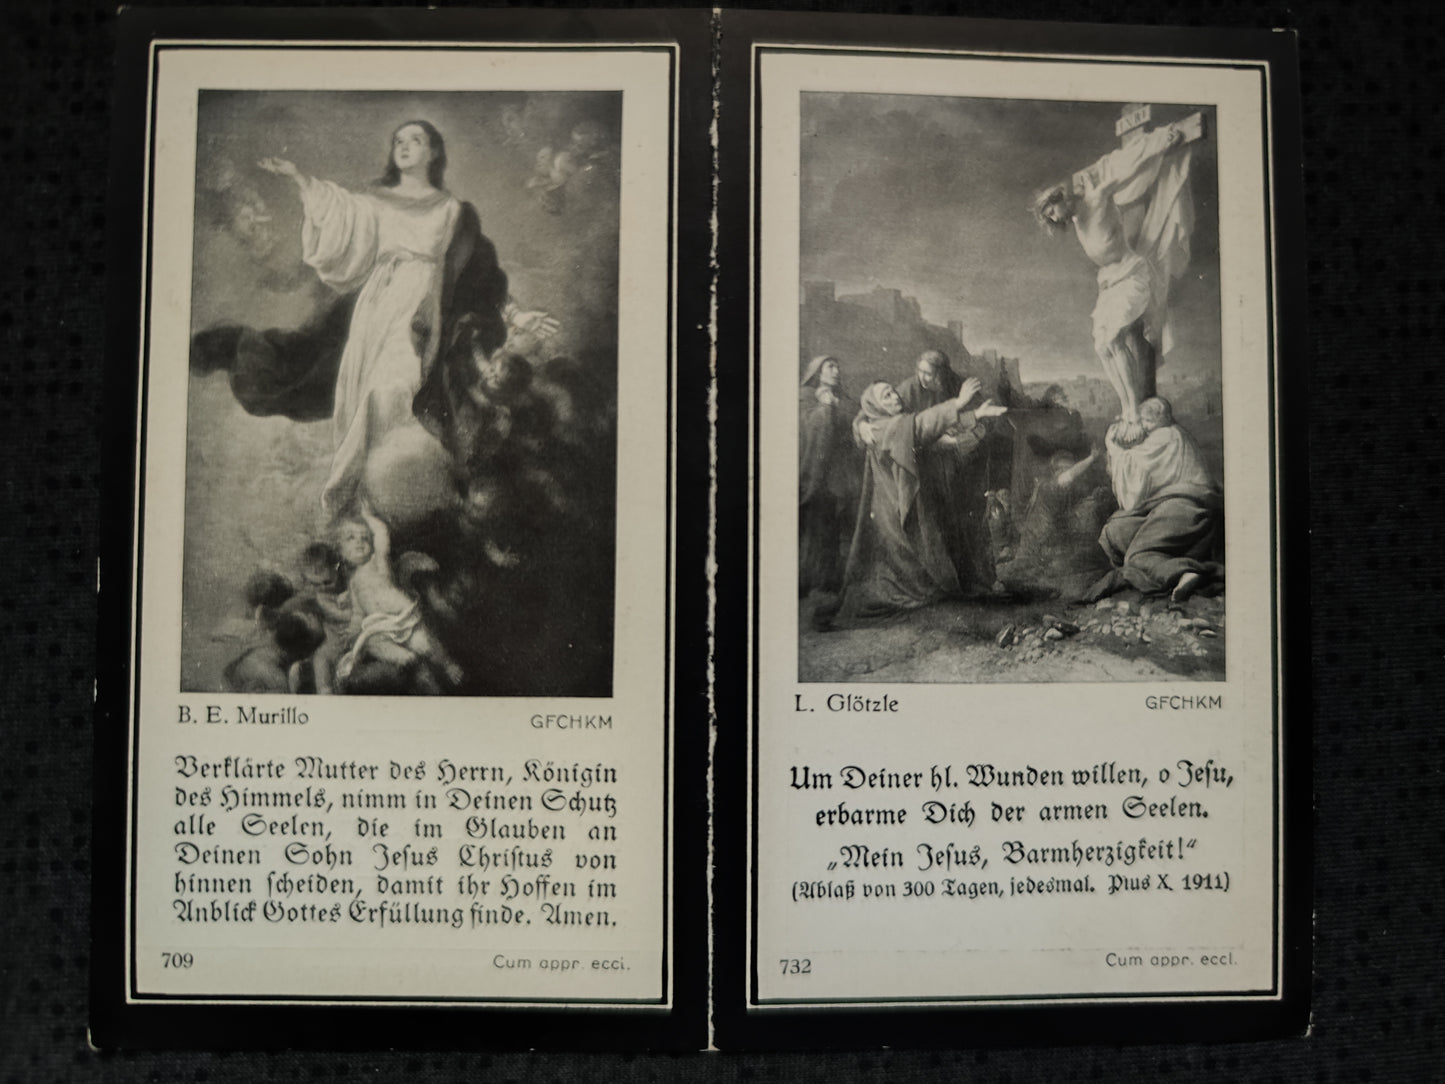 B. E. Murillo GFCHKM
Verklärte Mutter des Herrn, Königin
des Himmels, nimm in Deinen Schutz
alle Seelen, die im Glauben an
Deinen Sohn Jesus Christus von
hinnen scheiden, damit ihr Hoffen im
Anblick Gottes Erfüllung finde. Amen.
709 Cum appr. eccl.
INRI
L. Glötzle GFCHKM
Um Deiner hl. Wunden willen, o Jesu,
erbarme Dich der armen Seelen.
„Mein Jesus, Barmherzigkeit!“
(Ablaß von 300 Tagen, jedesmal. Pius X. 1911)
732 Cum appr. eccl.